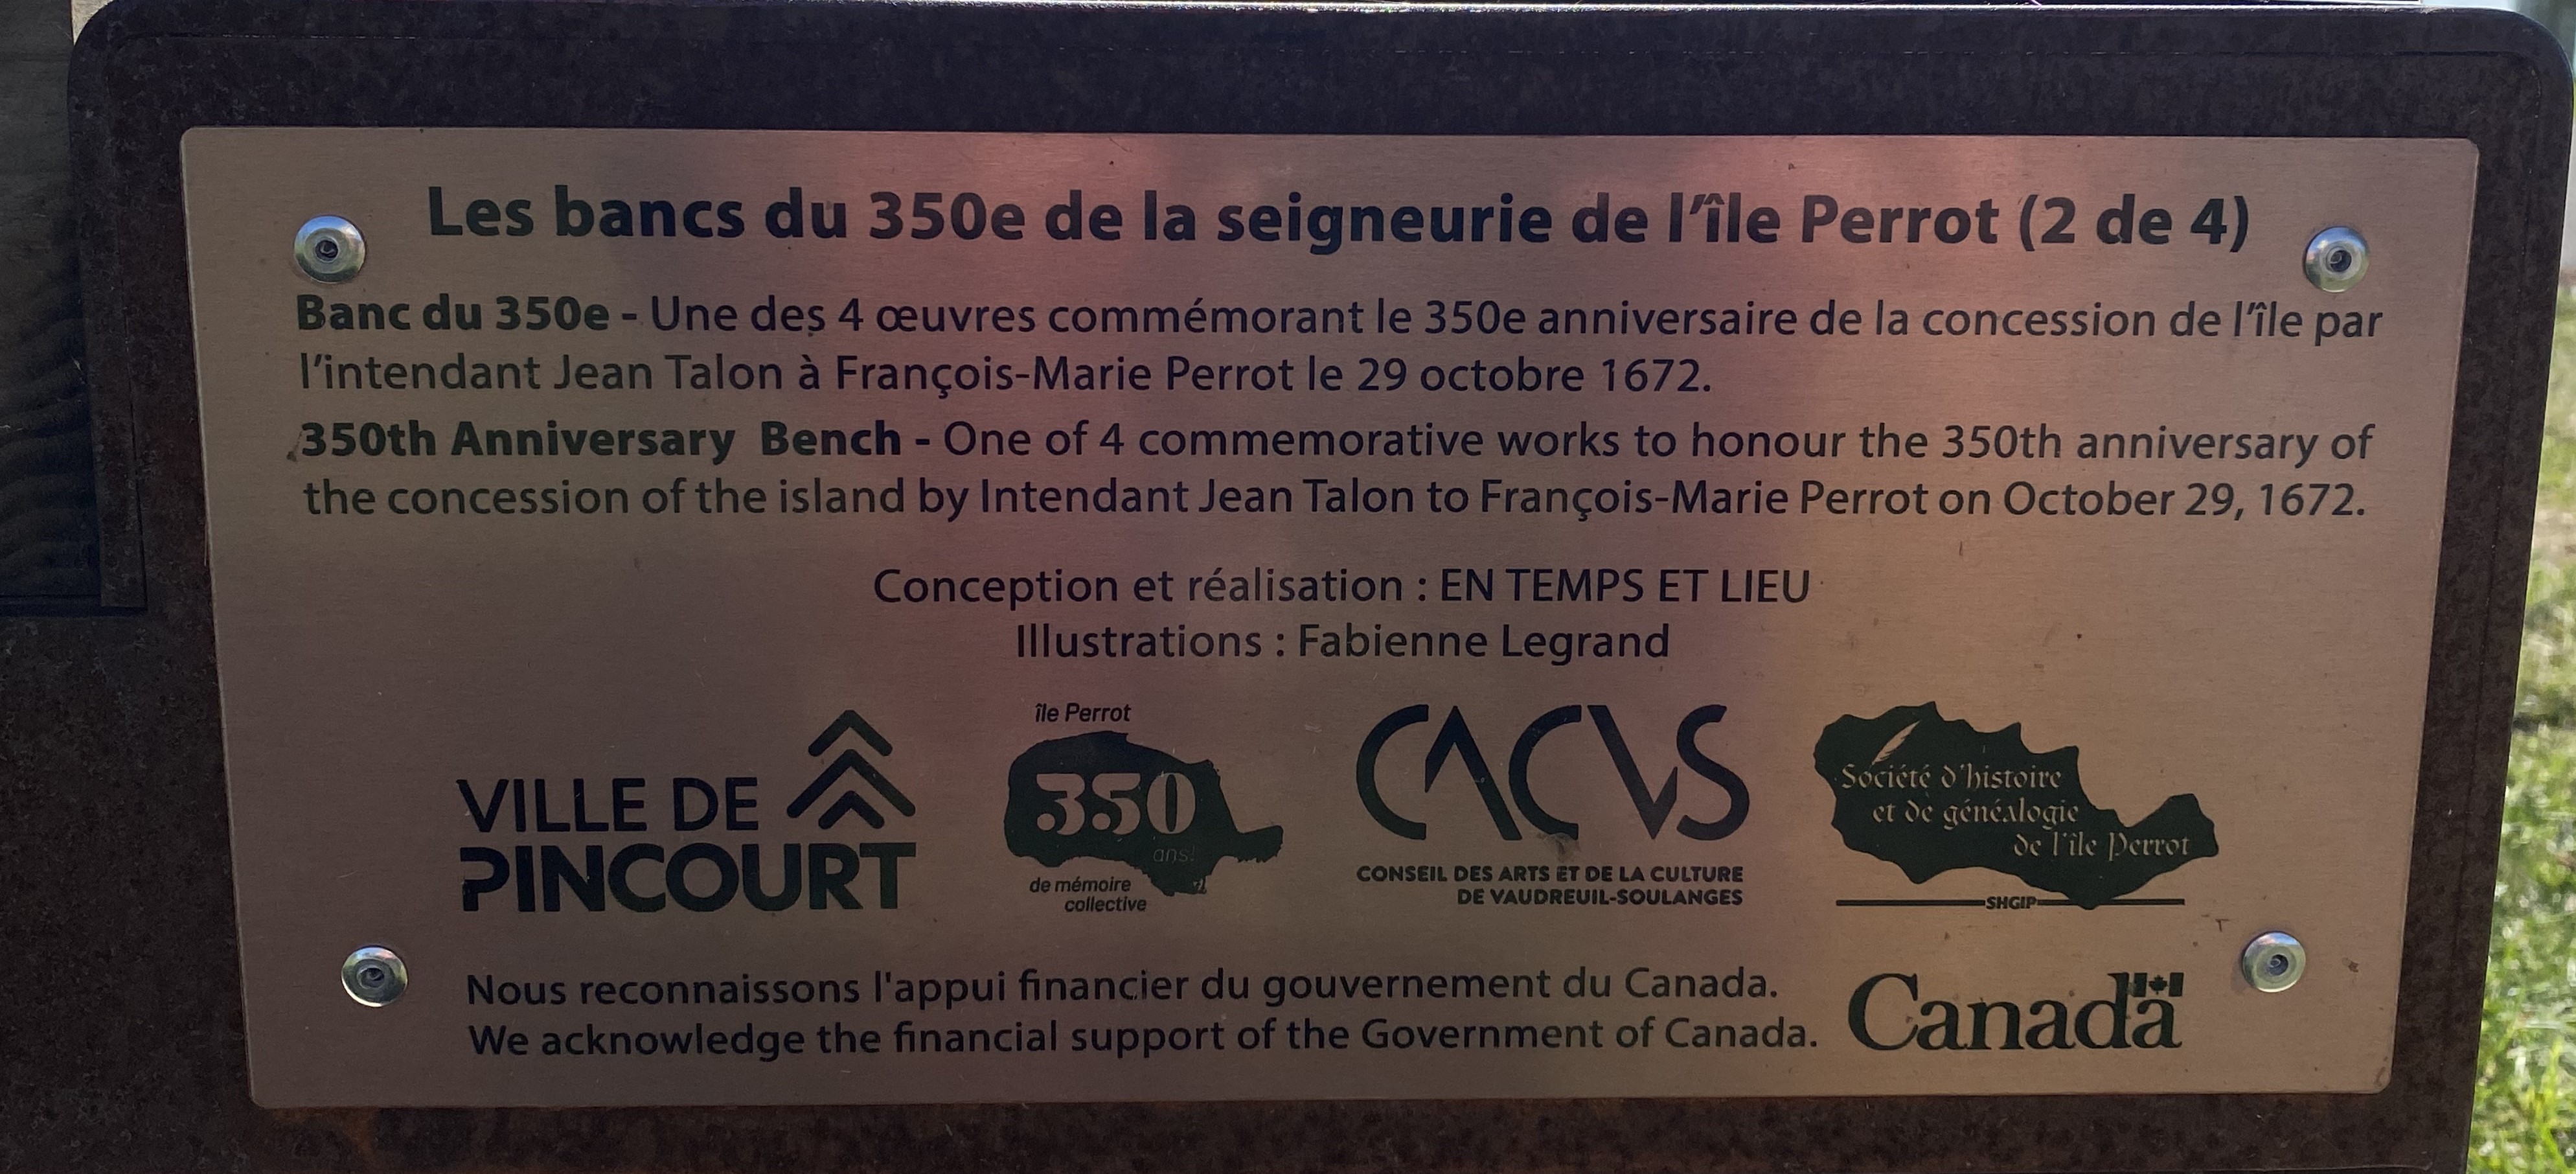 Les bancs du 350e de la seigneurie de l'île Perrot (2 de 4)
Banc du 350e - Une des 4 œuvres commémorant le 350e anniversaire de la concession de l'île par
l'intendant Jean Talon à François-Marie Perrot le 29 octobre 1672.
350th Anniversary Bench - One of 4 commemorative works to honour the 350th anniversary of
the concession of the island by Intendant Jean Talon to François-Marie Perrot on October 29, 1672.
Conception et réalisation : EN TEMPS ET LIEU
Illustrations : Fabienne Legrand
VILLE DE
PINCOURT
île Perrot
350
ans!
de mémoire
collective
CACVS
CONSEIL DES ARTS ET DE LA CULTURE
DE VAUDREUIL-SOULANGES
Société d'histoire
et de généalogie
de l'île Perrot
SHGIP
Nous reconnaissons l'appui financier du gouvernement du Canada.
We acknowledge the financial support of the Government of Canada.
Canada